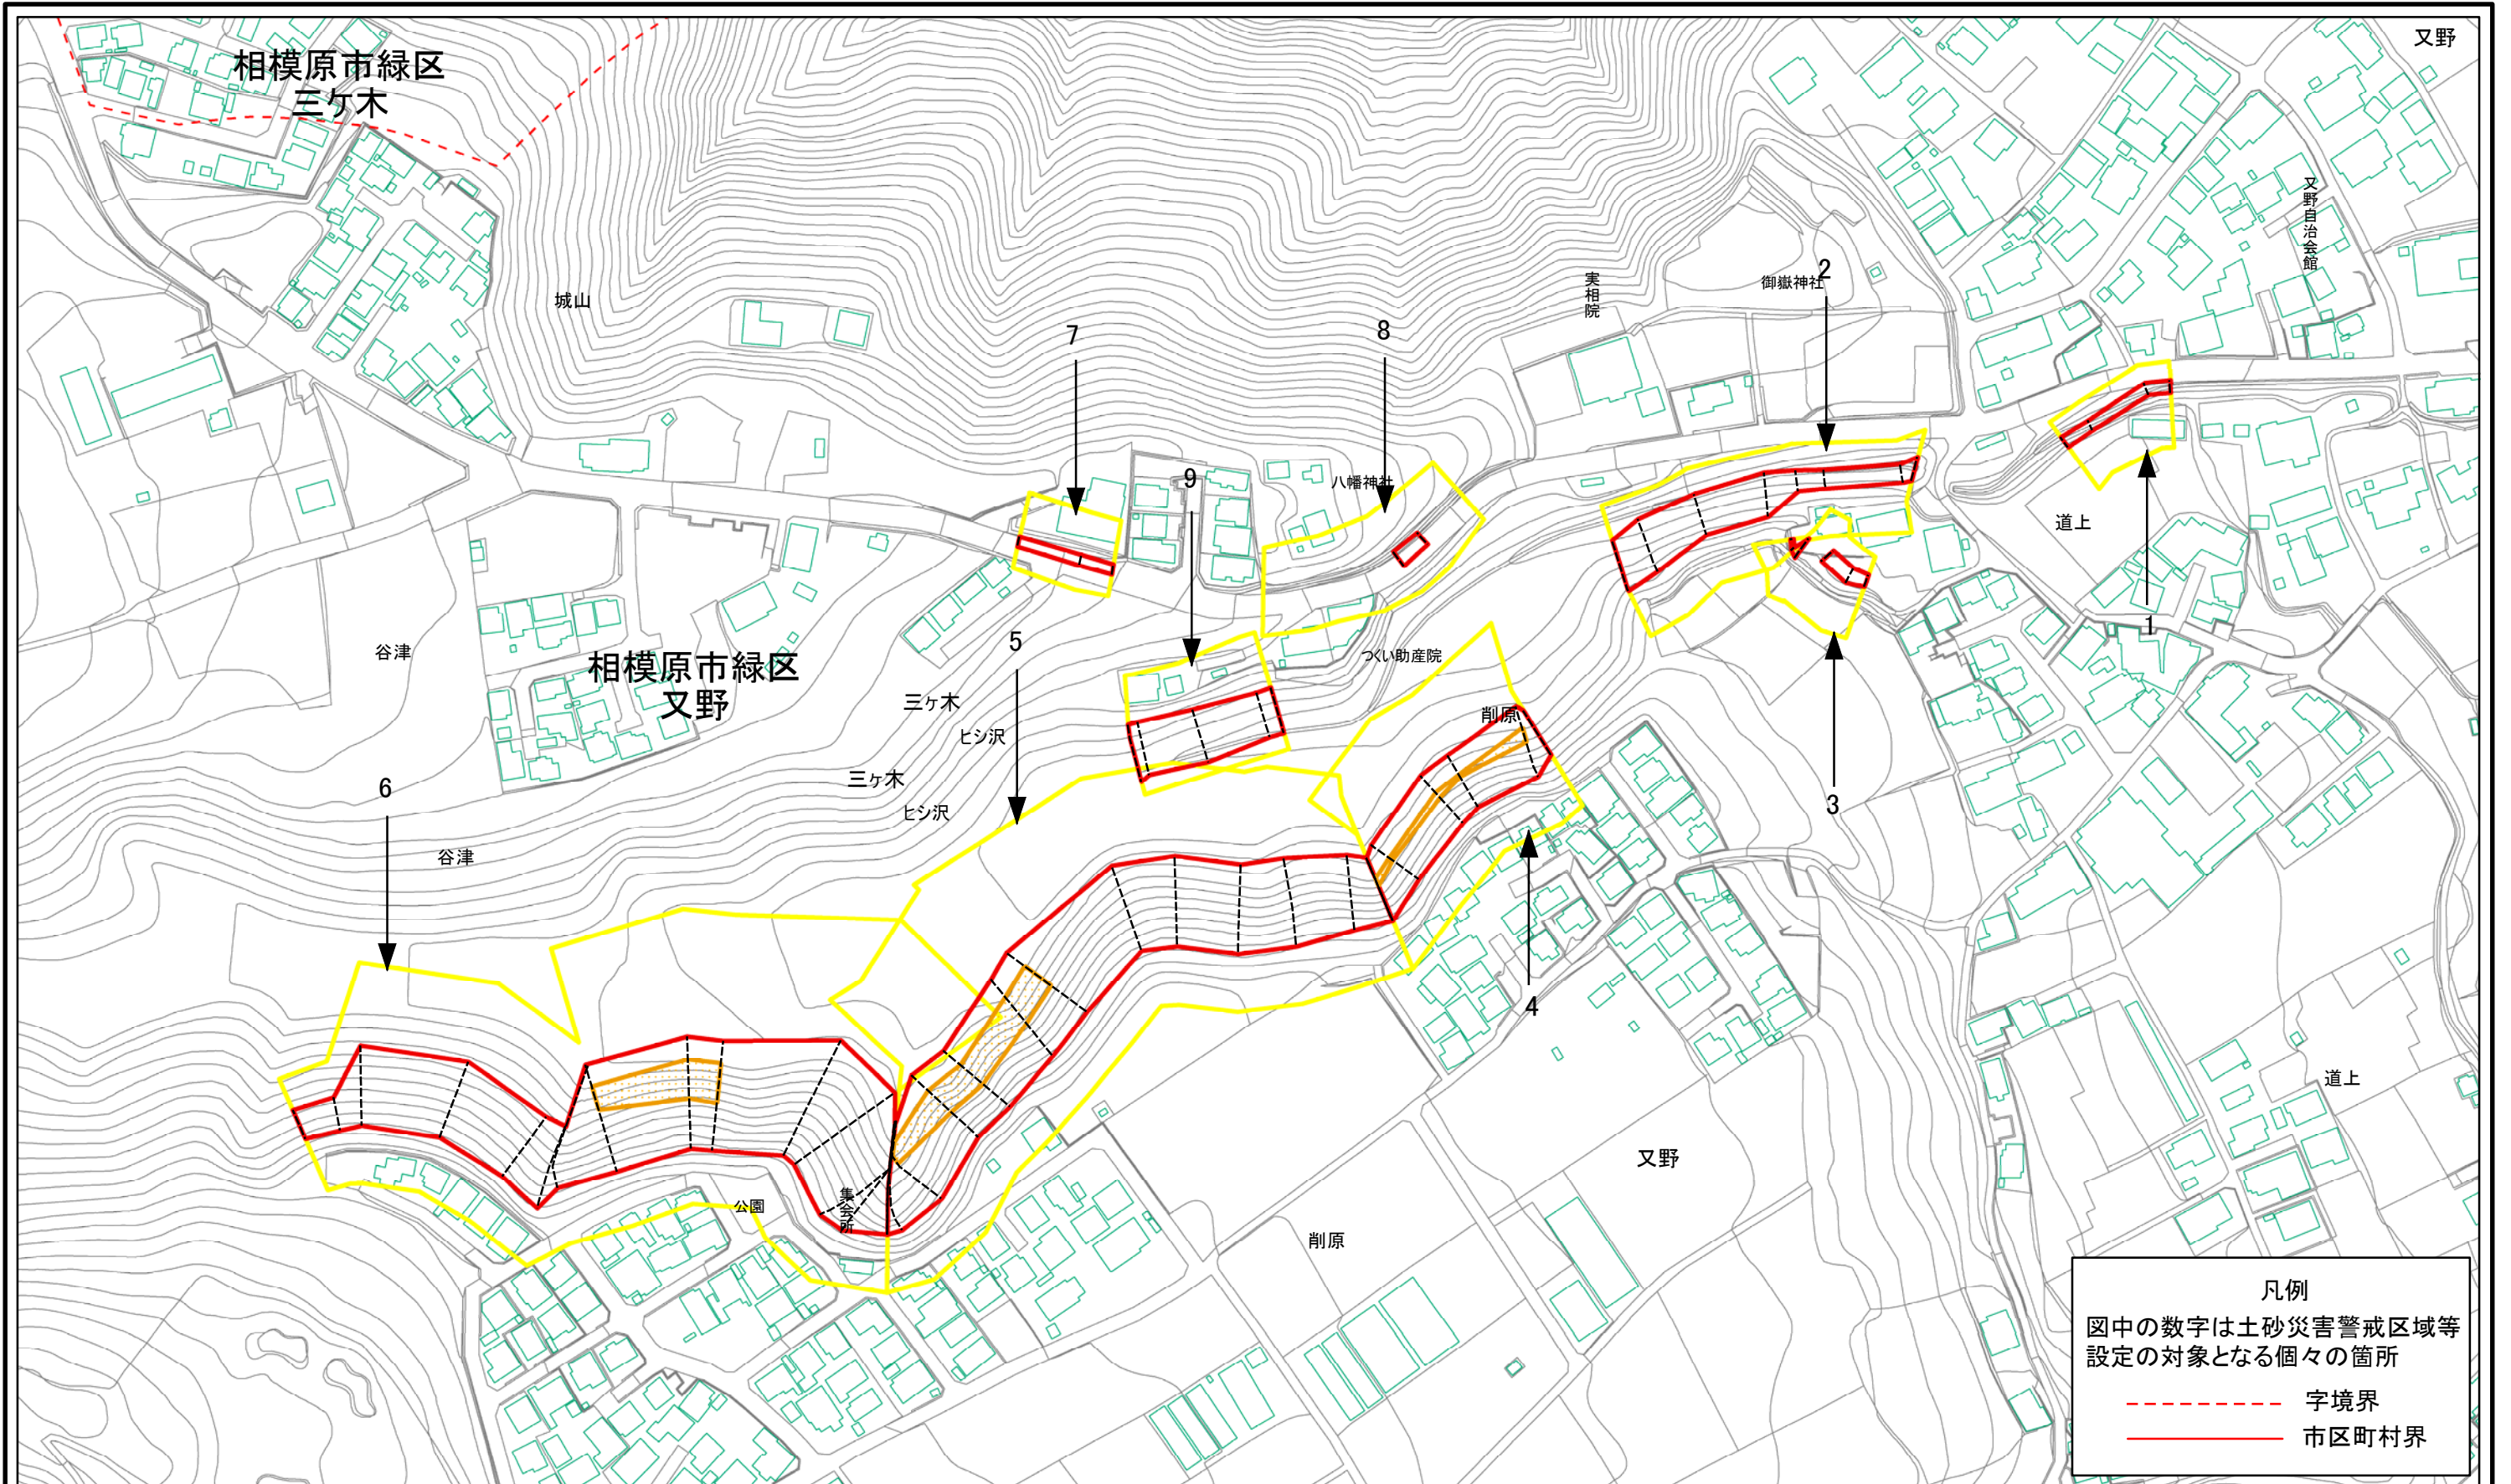 相模原市緑区
三ケ木
又野
又野自治会館
城山
実相院
御嶽神社
2
7
8
八幡神社
9
道上
1
谷津
相模原市緑区
又野
5
つくい助産院
三ヶ木
ヒシ沢
削原
三ヶ木
ヒシ沢
6
3
谷津
4
道上
又野
公園
集会所
削原
凡例
図中の数字は土砂災害警戒区域等
設定の対象となる個々の箇所
字境界
市区町村界